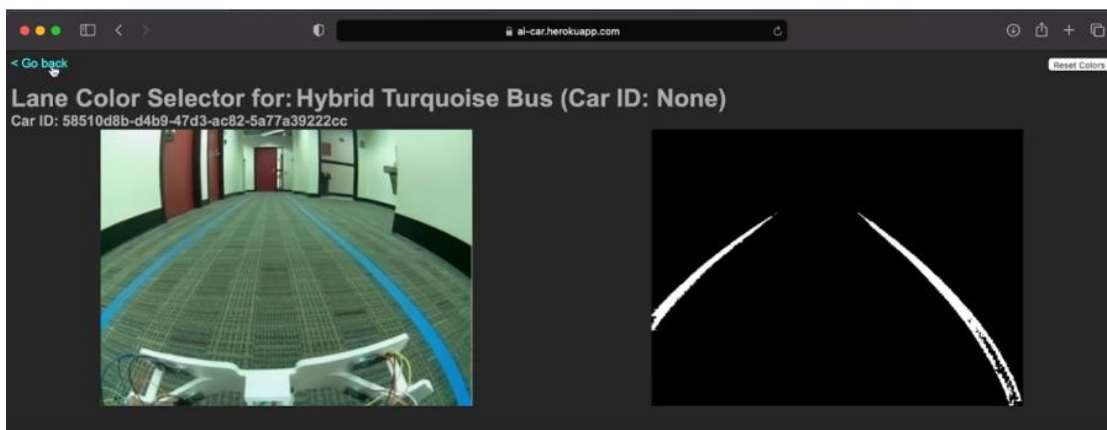 ai-car.herokuapp.com
< Go back
Reset Colors
Lane Color Selector for: Hybrid Turquoise Bus (Car ID: None)
Car ID: 58510d8b-d4b9-47d3-ac82-5a77a39222cc